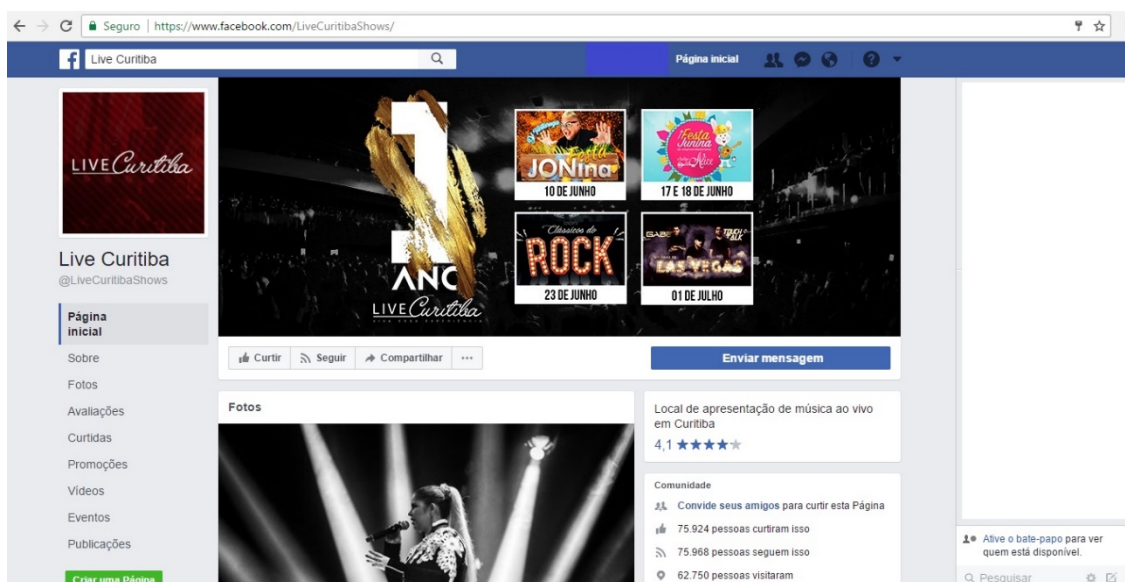 Seguro | https://www.facebook.com/LiveCuritibaShows/
Live Curitiba
Página inicial
LIVE Curitiba
Live Curitiba
@LiveCuritibaShows
Página
inicial
Sobre
Fotos
Avaliações
Curtidas
Promoções
Vídeos
Eventos
Publicações
Criar uma Página
1
ANO
LIVE Curitiba
Festa
JONina
10 DE JUNHO
Festa
Junina
Alice
17 E 18 DE JUNHO
Clássicos do
ROCK
23 DE JUNHO
GABE
TOUCH
TALK
LAS VEGAS
01 DE JULHO
Curtir
Seguir
Compartilhar
...
Enviar mensagem
Fotos
Local de apresentação de música ao vivo
em Curitiba
4,1
Comunidade
Convide seus amigos para curtir esta Página
75.924 pessoas curtiram isso
75.968 pessoas seguem isso
62.750 pessoas visitaram
Ative o bate-papo para ver
quem está disponível.
Pesquisar